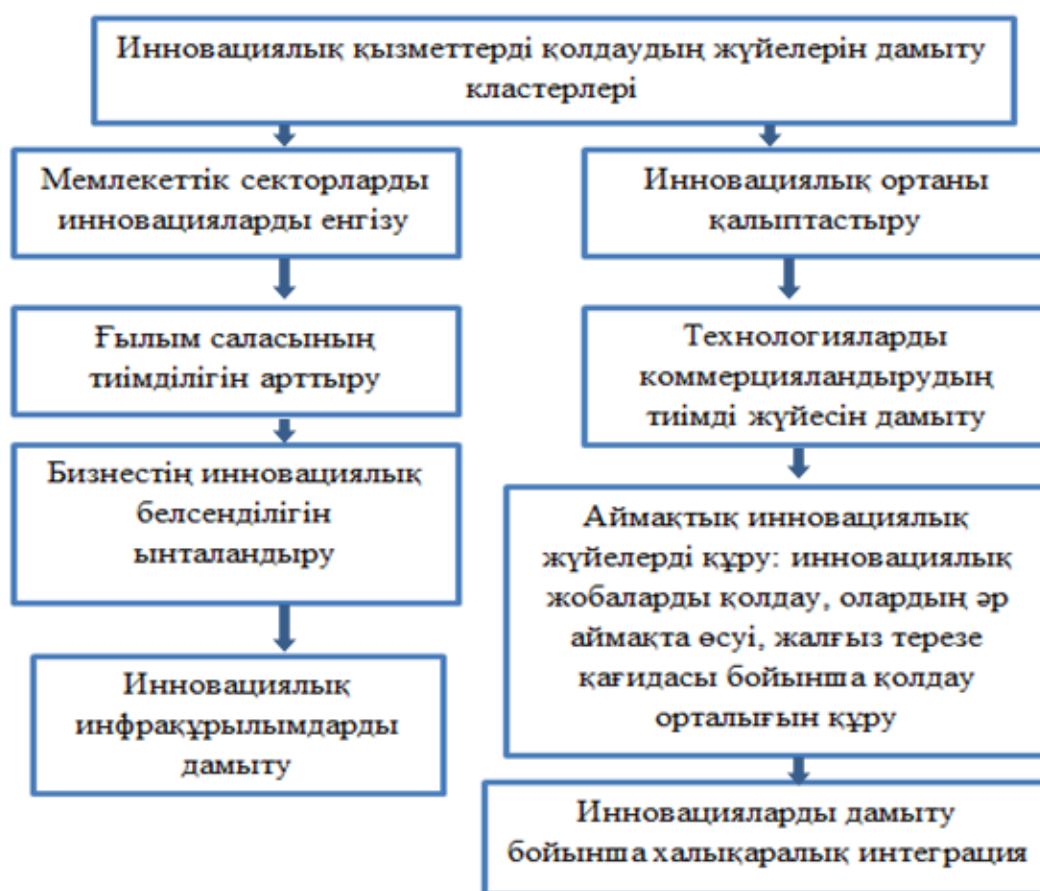 Инновациялық қызметтерді қолдаудың жүйелерін дамыту
кластерлері
Мемлекеттік секторларды
инновацияларды енгізу
Ғылым саласының
тиімділігін арттыру
Бизнестің инновациялық
белсенділігін
ынталандыру
Инновациялық
инфрақұрылымдарды
дамыту
Инновациялық ортаны
қалыптастыру
Технологияларды
коммерцияландырудың
тиімді жүйесін дамыту
Аймақтық инновациялық
жүйелерді құру: инновациялық
жобаларды қолдау, олардың әр
аймақта өсуі, жалғыз терезе
қағидасы бойынша қолдау
орталығын құру
Инновацияларды дамыту
бойынша халықаралық интеграция